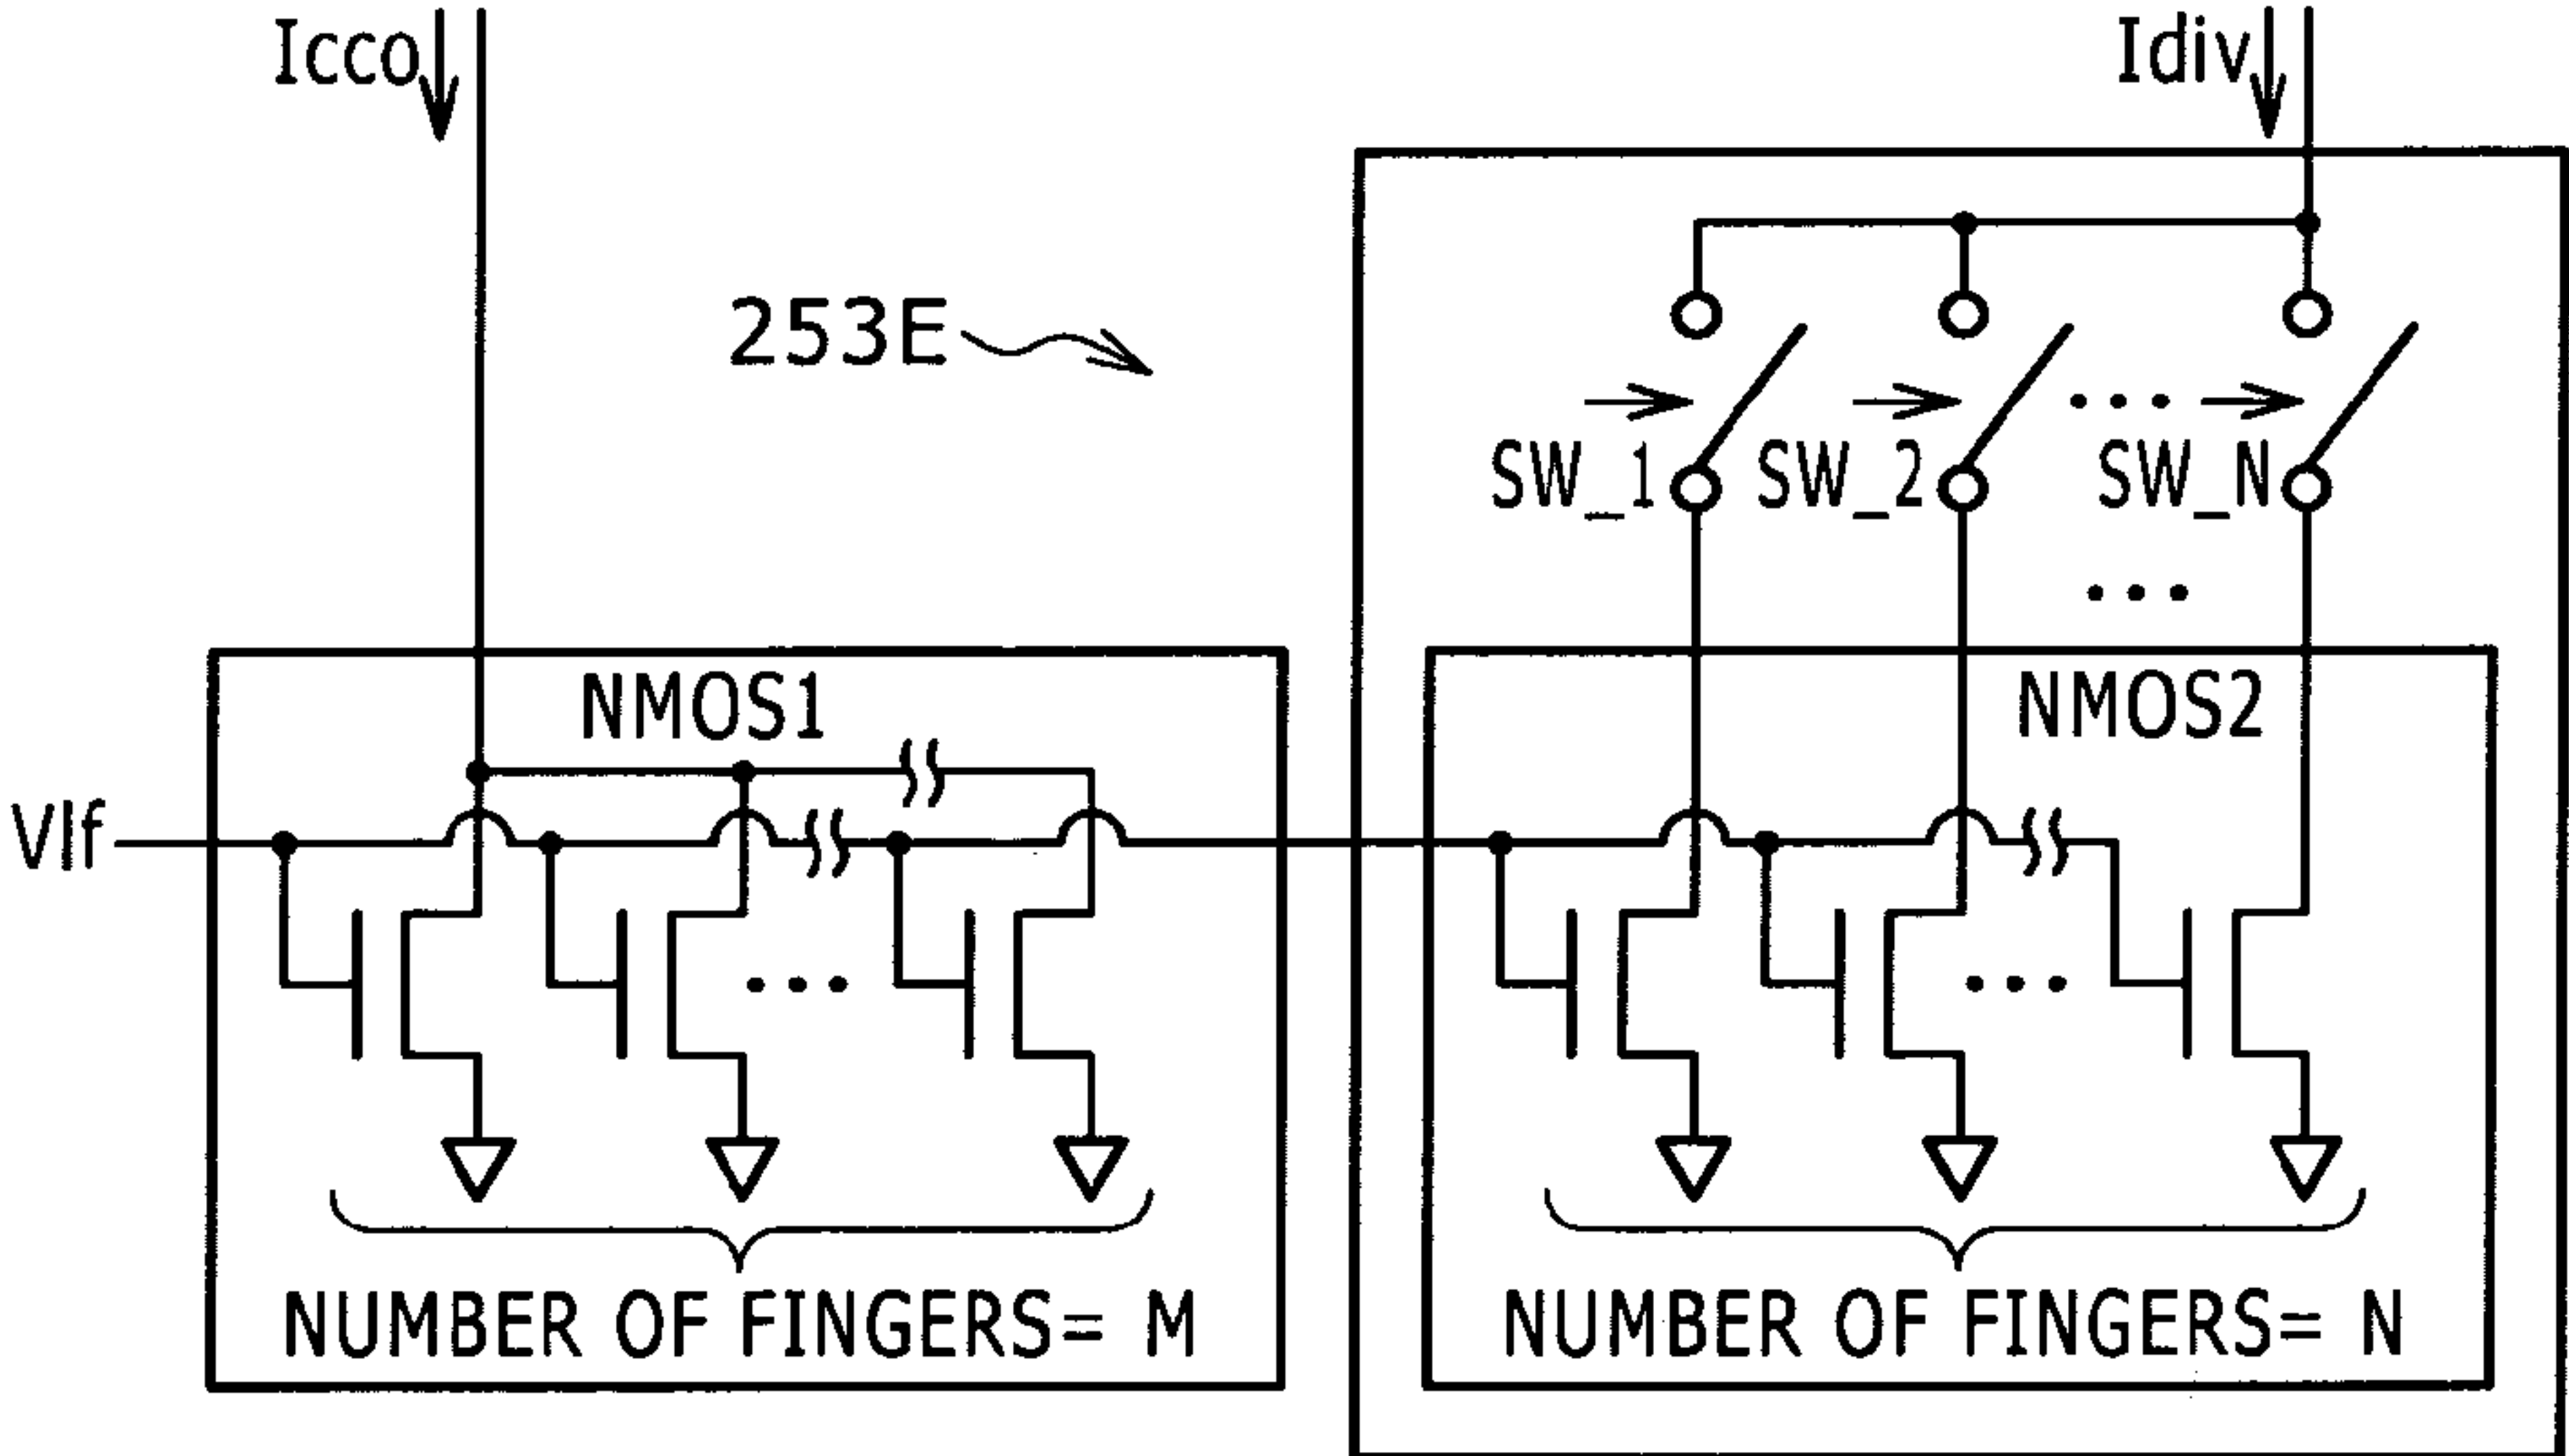 Icco
Idiv
253E
SW_1
SW_2
SW_N
NMOS1
NMOS2
Vlf
NUMBER OF FINGERS= M
NUMBER OF FINGERS= N